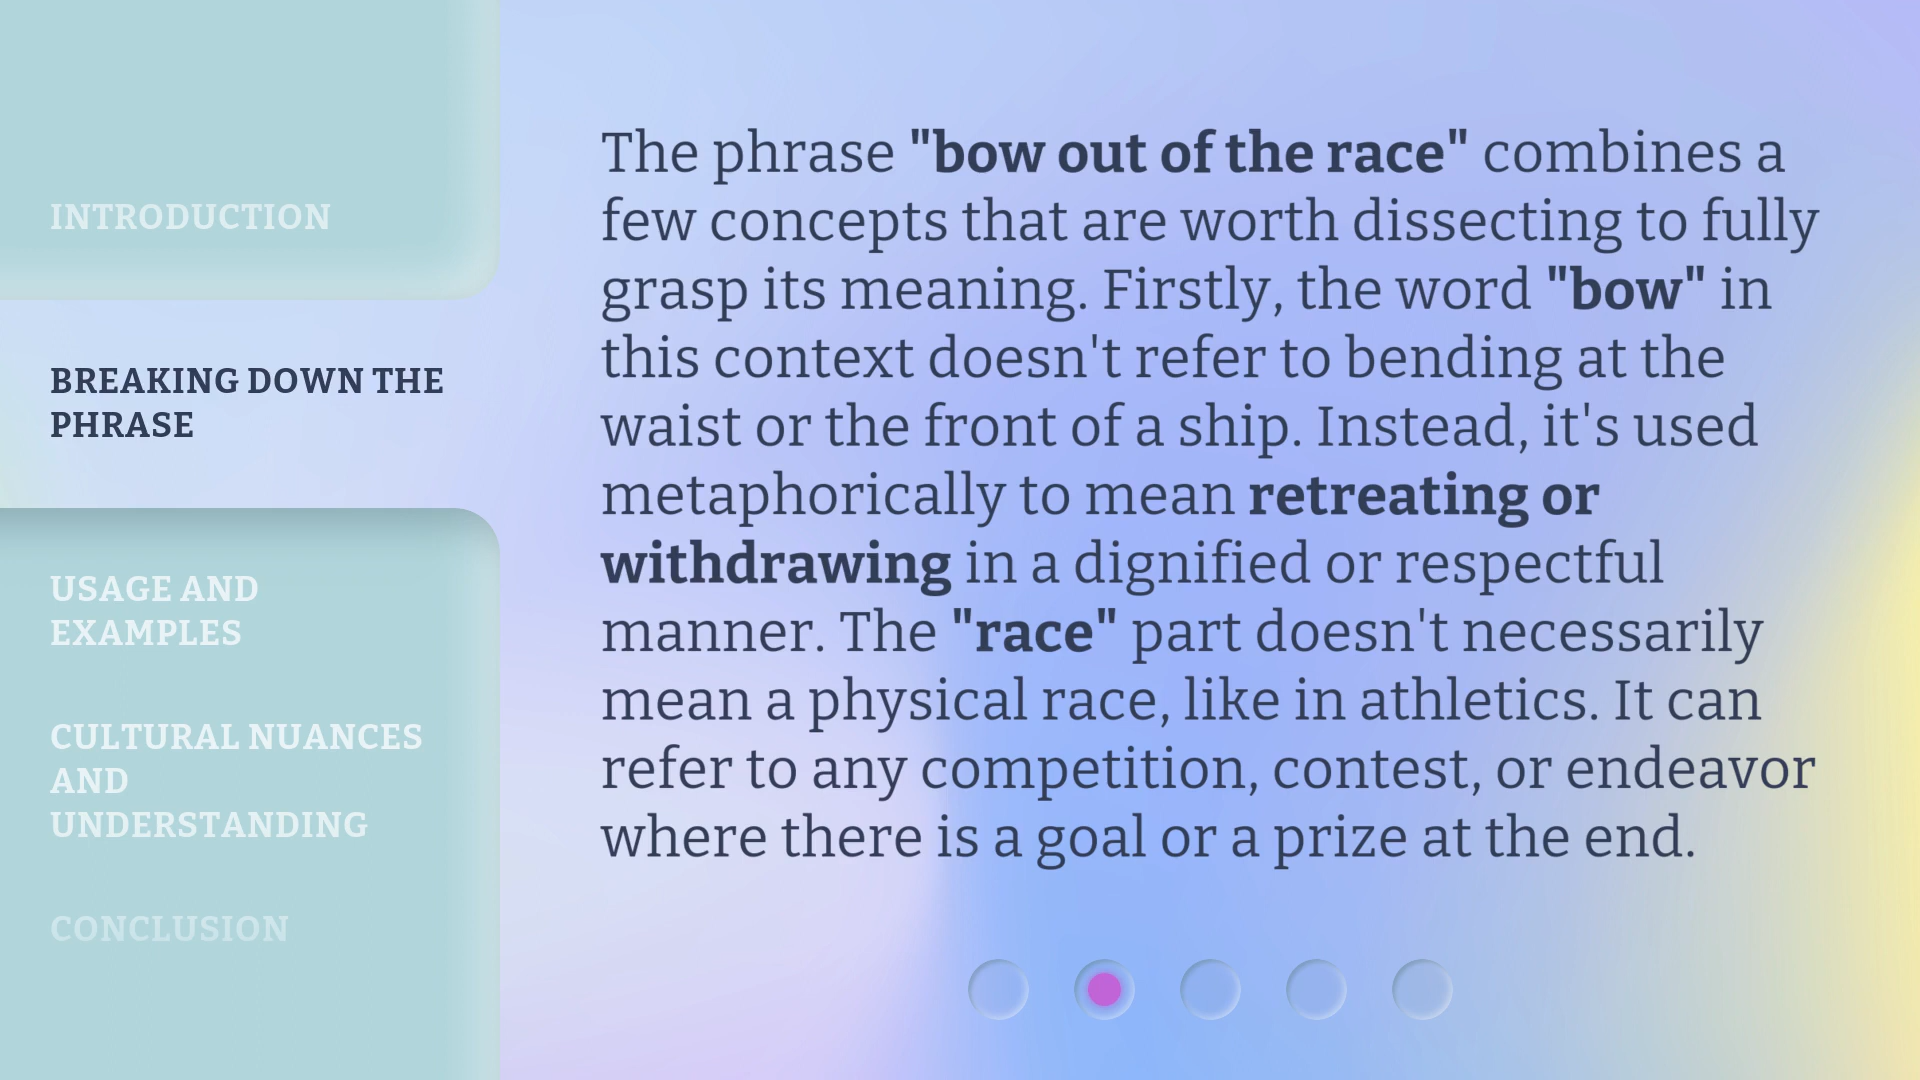 INTRODUCTION
BREAKING DOWN THE
PHRASE
USAGE AND
EXAMPLES
CULTURAL NUANCES
AND
UNDERSTANDING
CONCLUSION
The phrase "bow out of the race" combines a
few concepts that are worth dissecting to fully
grasp its meaning. Firstly, the word "bow" in
this context doesn't refer to bending at the
waist or the front of a ship. Instead, it's used
metaphorically to mean retreating or
withdrawing in a dignified or respectful
manner. The "race" part doesn't necessarily
mean a physical race, like in athletics. It can
refer to any competition, contest, or endeavor
where there is a goal or a prize at the end.